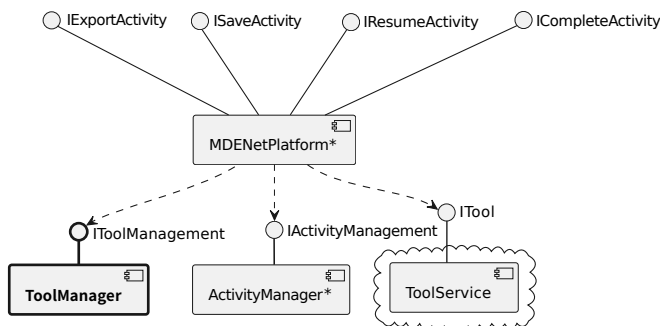 IExportActivity
ISaveActivity
IResumeActivity
ICompleteActivity
MDENetPlatform*
IToolManagement
IActivityManagement
ITool
ToolManager
ActivityManager*
ToolService